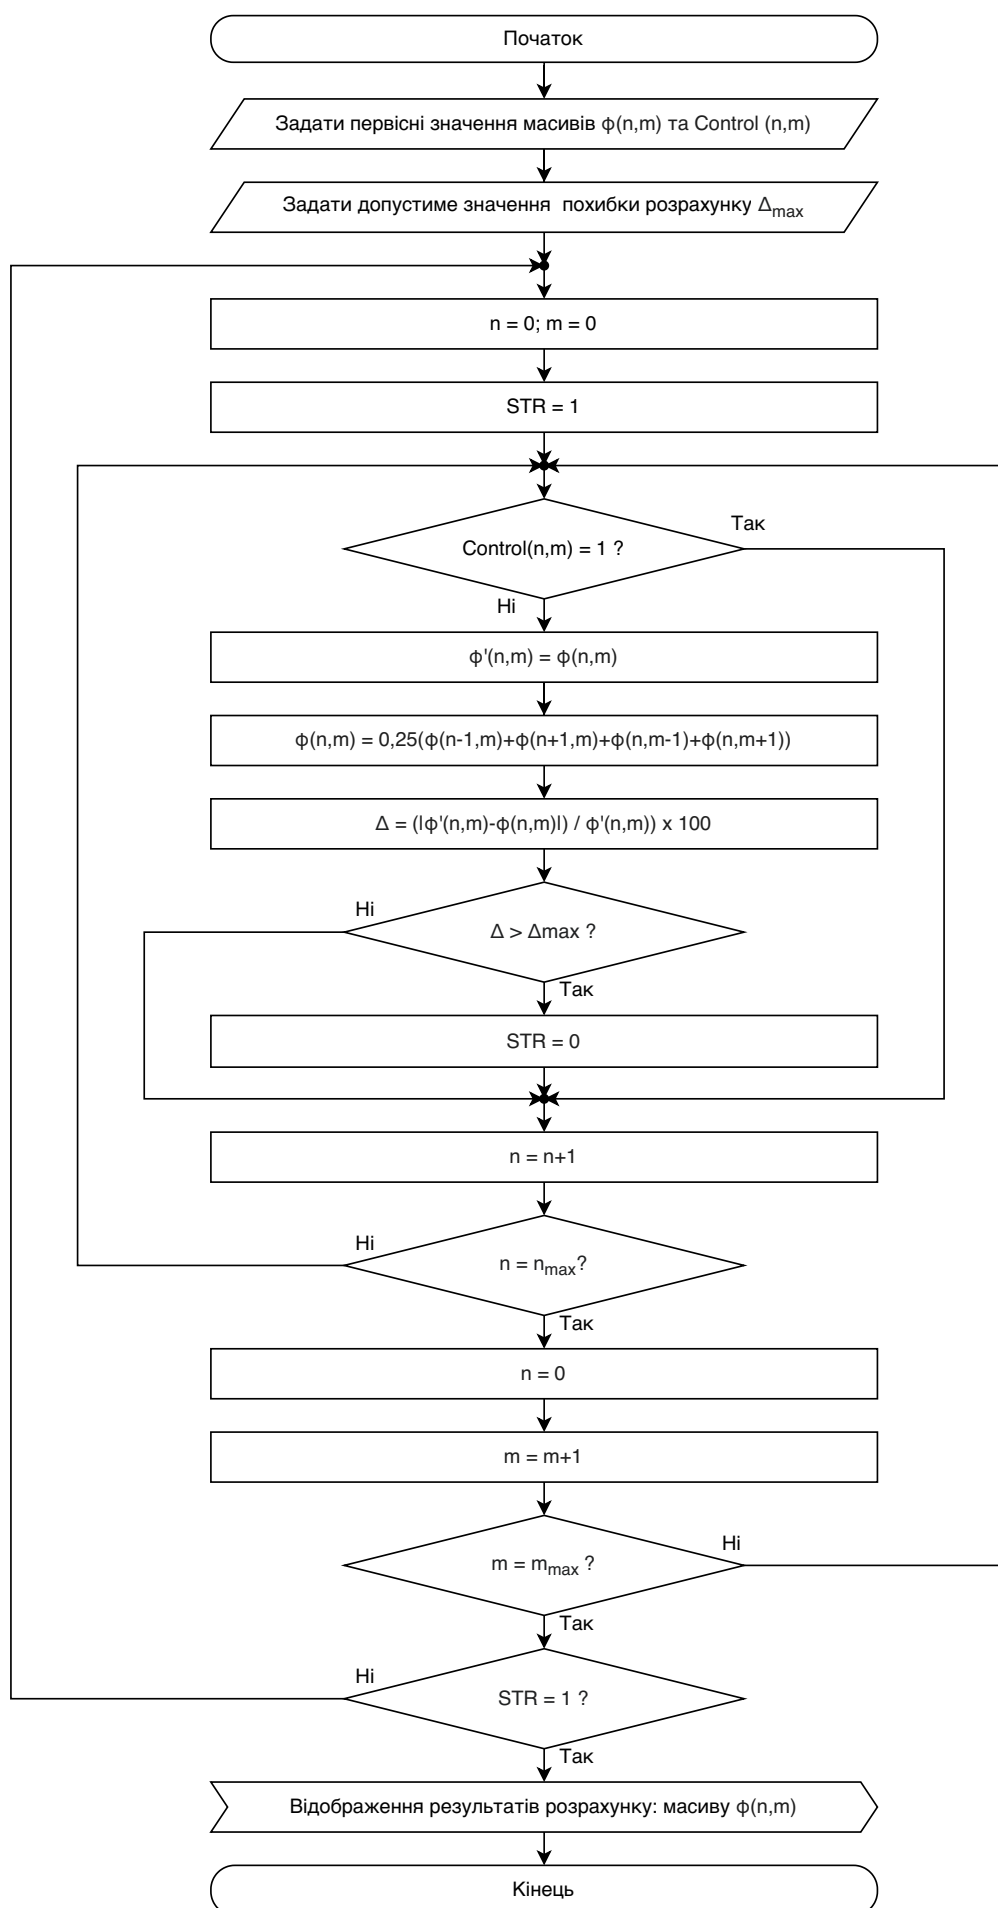 Початок
Задати первісні значення масивів φ(n,m) та Control (n,m)
Задати допустиме значення  похибки розрахунку Δmax
n = 0; m = 0
STR = 1
Control(n,m) = 1 ?
Так
Ні
φ'(n,m) = φ(n,m)
φ(n,m) = 0,25(φ(n-1,m)+φ(n+1,m)+φ(n,m-1)+φ(n,m+1))
Δ = (|φ'(n,m)-φ(n,m)|) / φ'(n,m)) x 100
Ні
Δ > Δmax ?
Так
STR = 0
n = n+1
Ні
n = nmax?
Так
n = 0
m = m+1
Ні
m = mmax ?
Так
Ні
STR = 1 ?
Так
Відображення результатів розрахунку: масиву φ(n,m)
Кінець